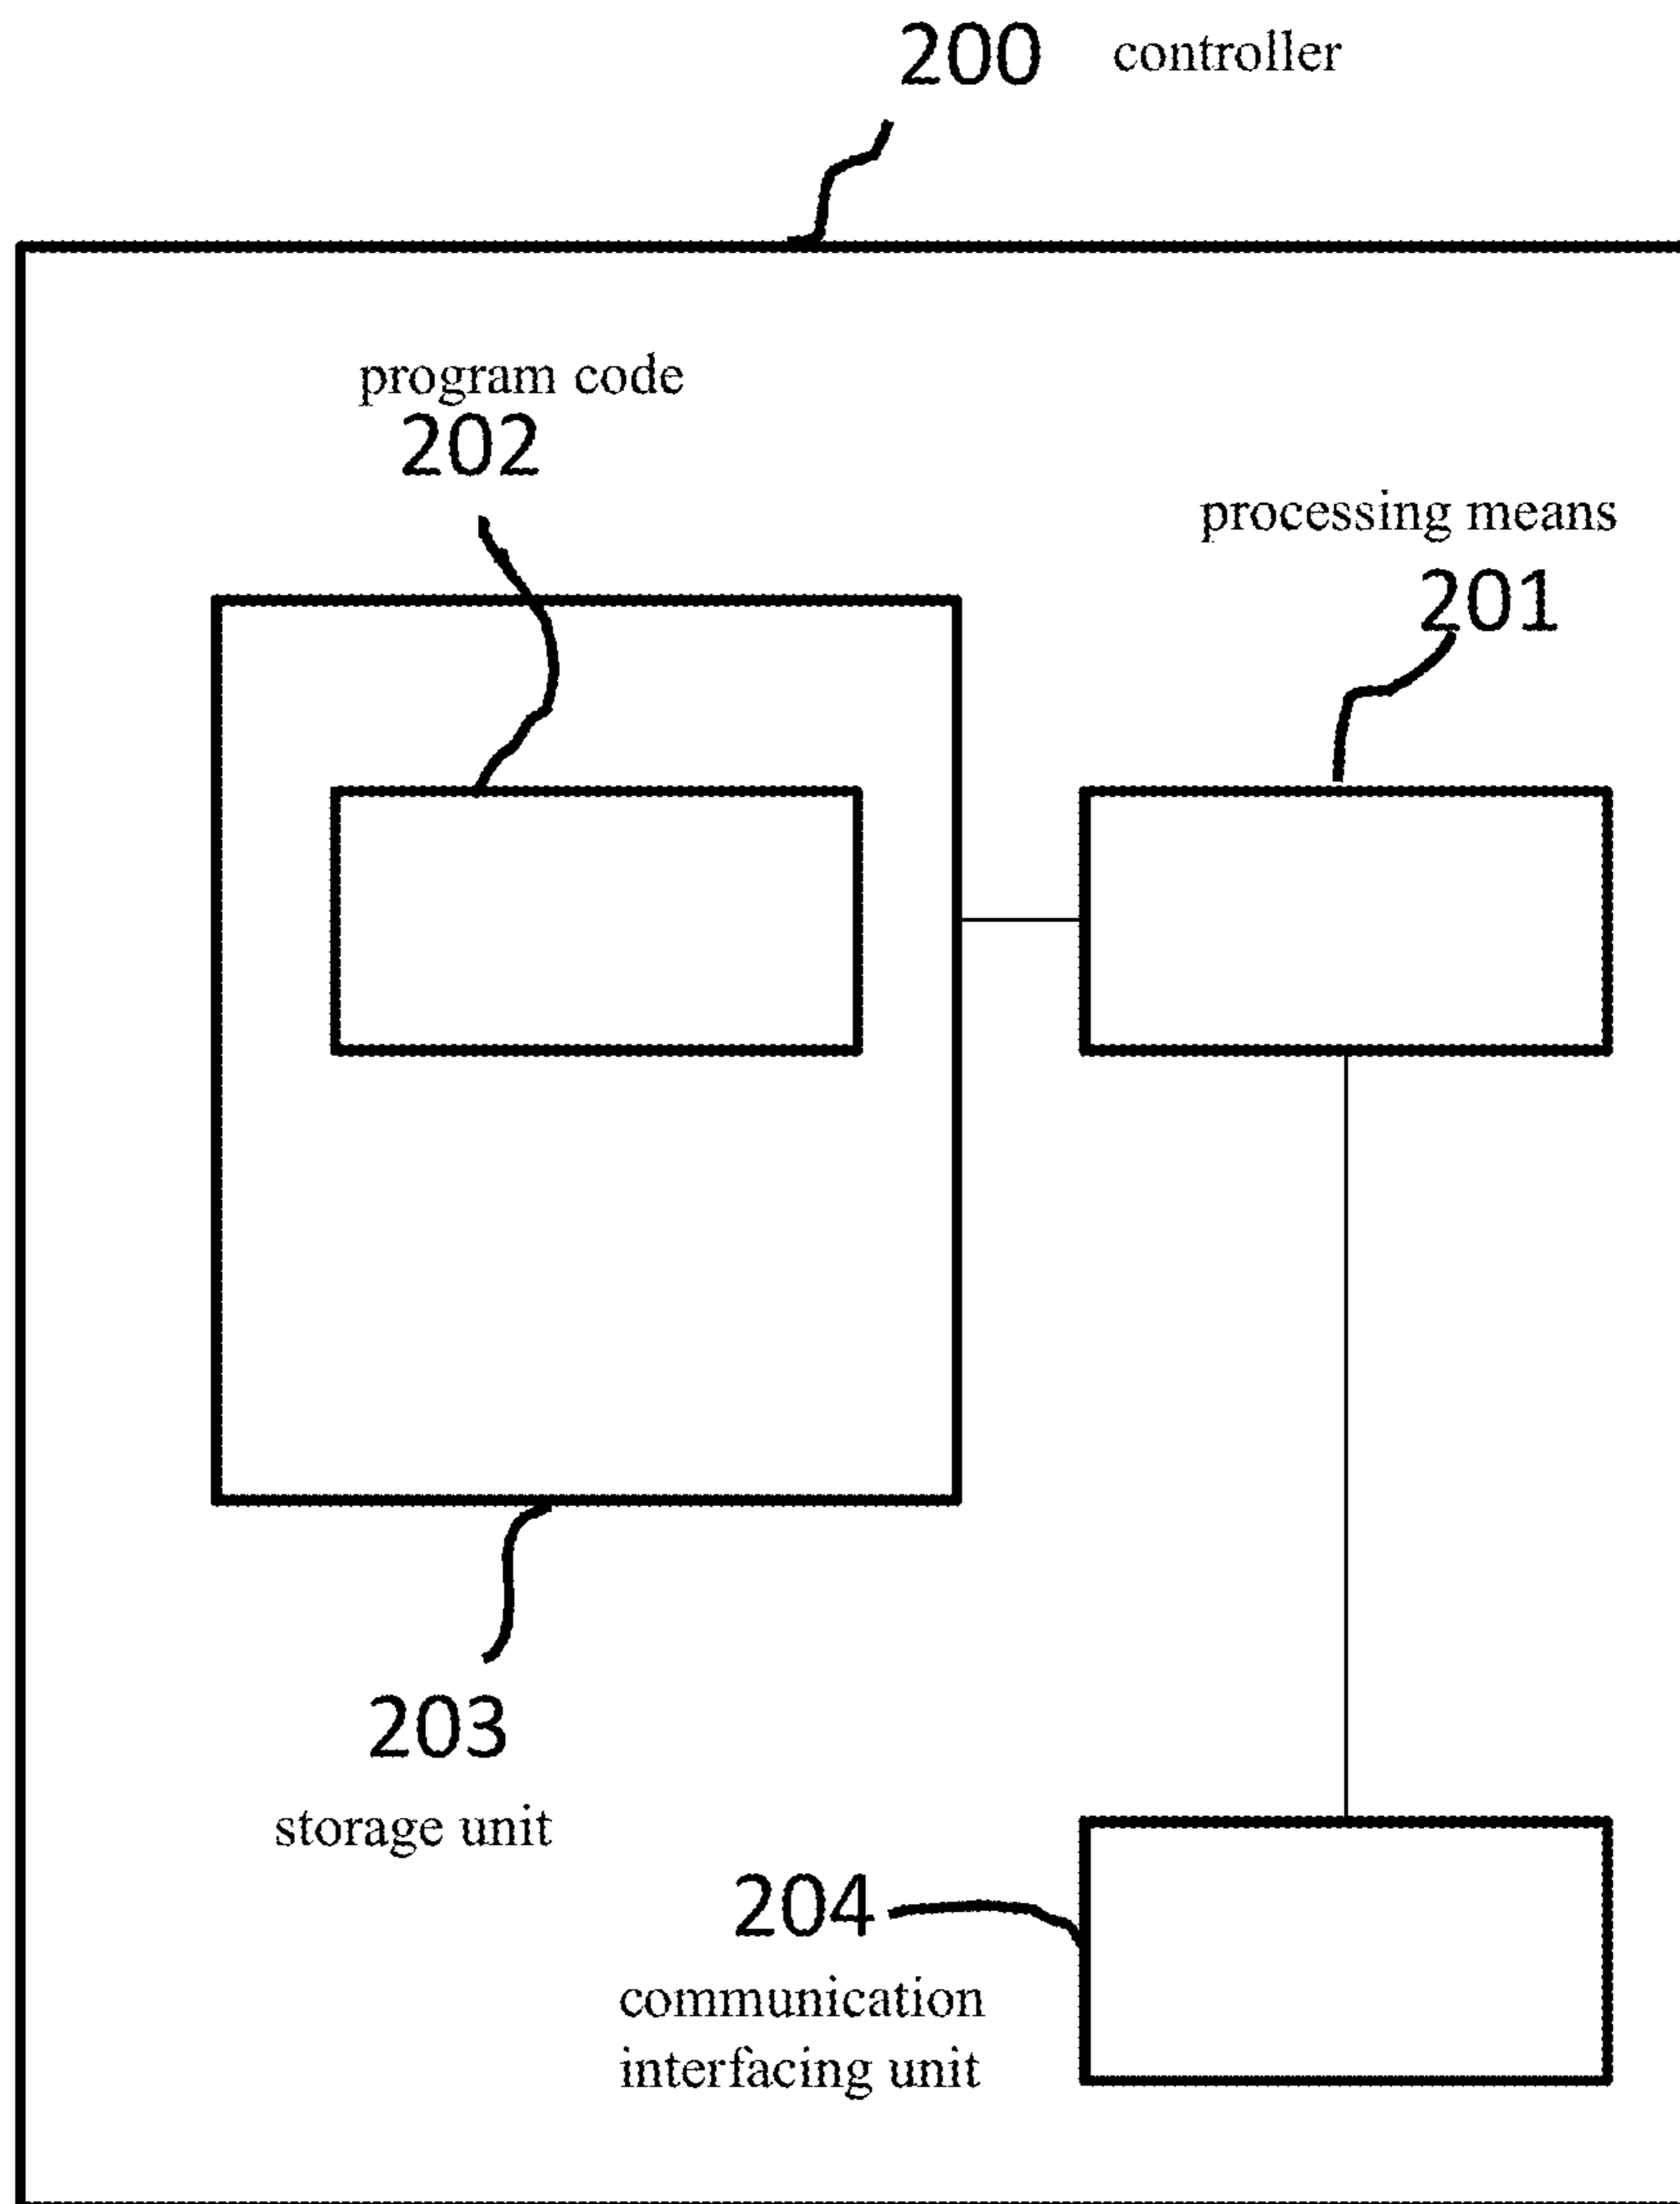 200 controller
program code
202
processing means
201
203
storage unit
204
communication
interfacing unit